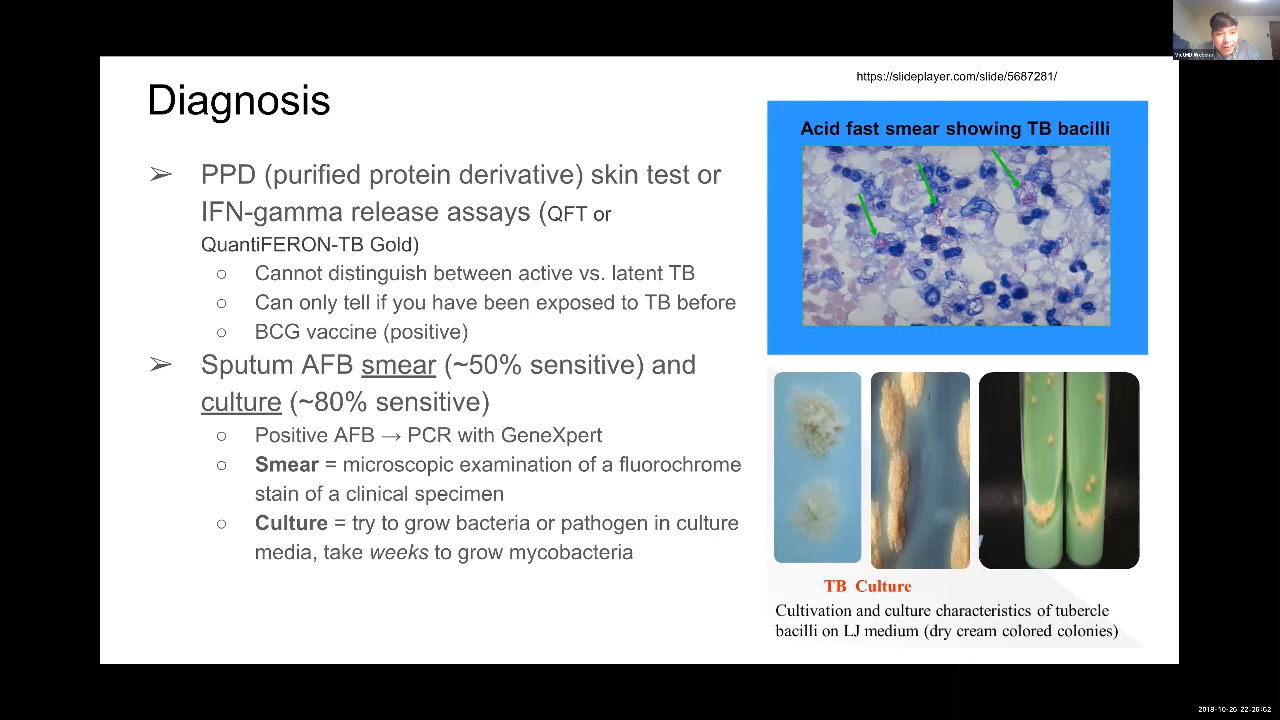 Diagnosis
➢ PPD (purified protein derivative) skin test or
IFN-gamma release assays (QFT or
QuantiFERON-TB Gold)
○ Cannot distinguish between active vs. latent TB
○ Can only tell if you have been exposed to TB before
○ BCG vaccine (positive)
➢ Sputum AFB smear (~50% sensitive) and
culture (~80% sensitive)
○ Positive AFB → PCR with GeneXpert
○ Smear = microscopic examination of a fluorochrome
stain of a clinical specimen
○ Culture = try to grow bacteria or pathogen in culture
media, take weeks to grow mycobacteria
https://slideplayer.com/slide/5687281/
Acid fast smear showing TB bacilli
TB Culture
Cultivation and culture characteristics of tubercle
bacilli on LJ medium (dry cream colored colonies)
VietMD Webinar